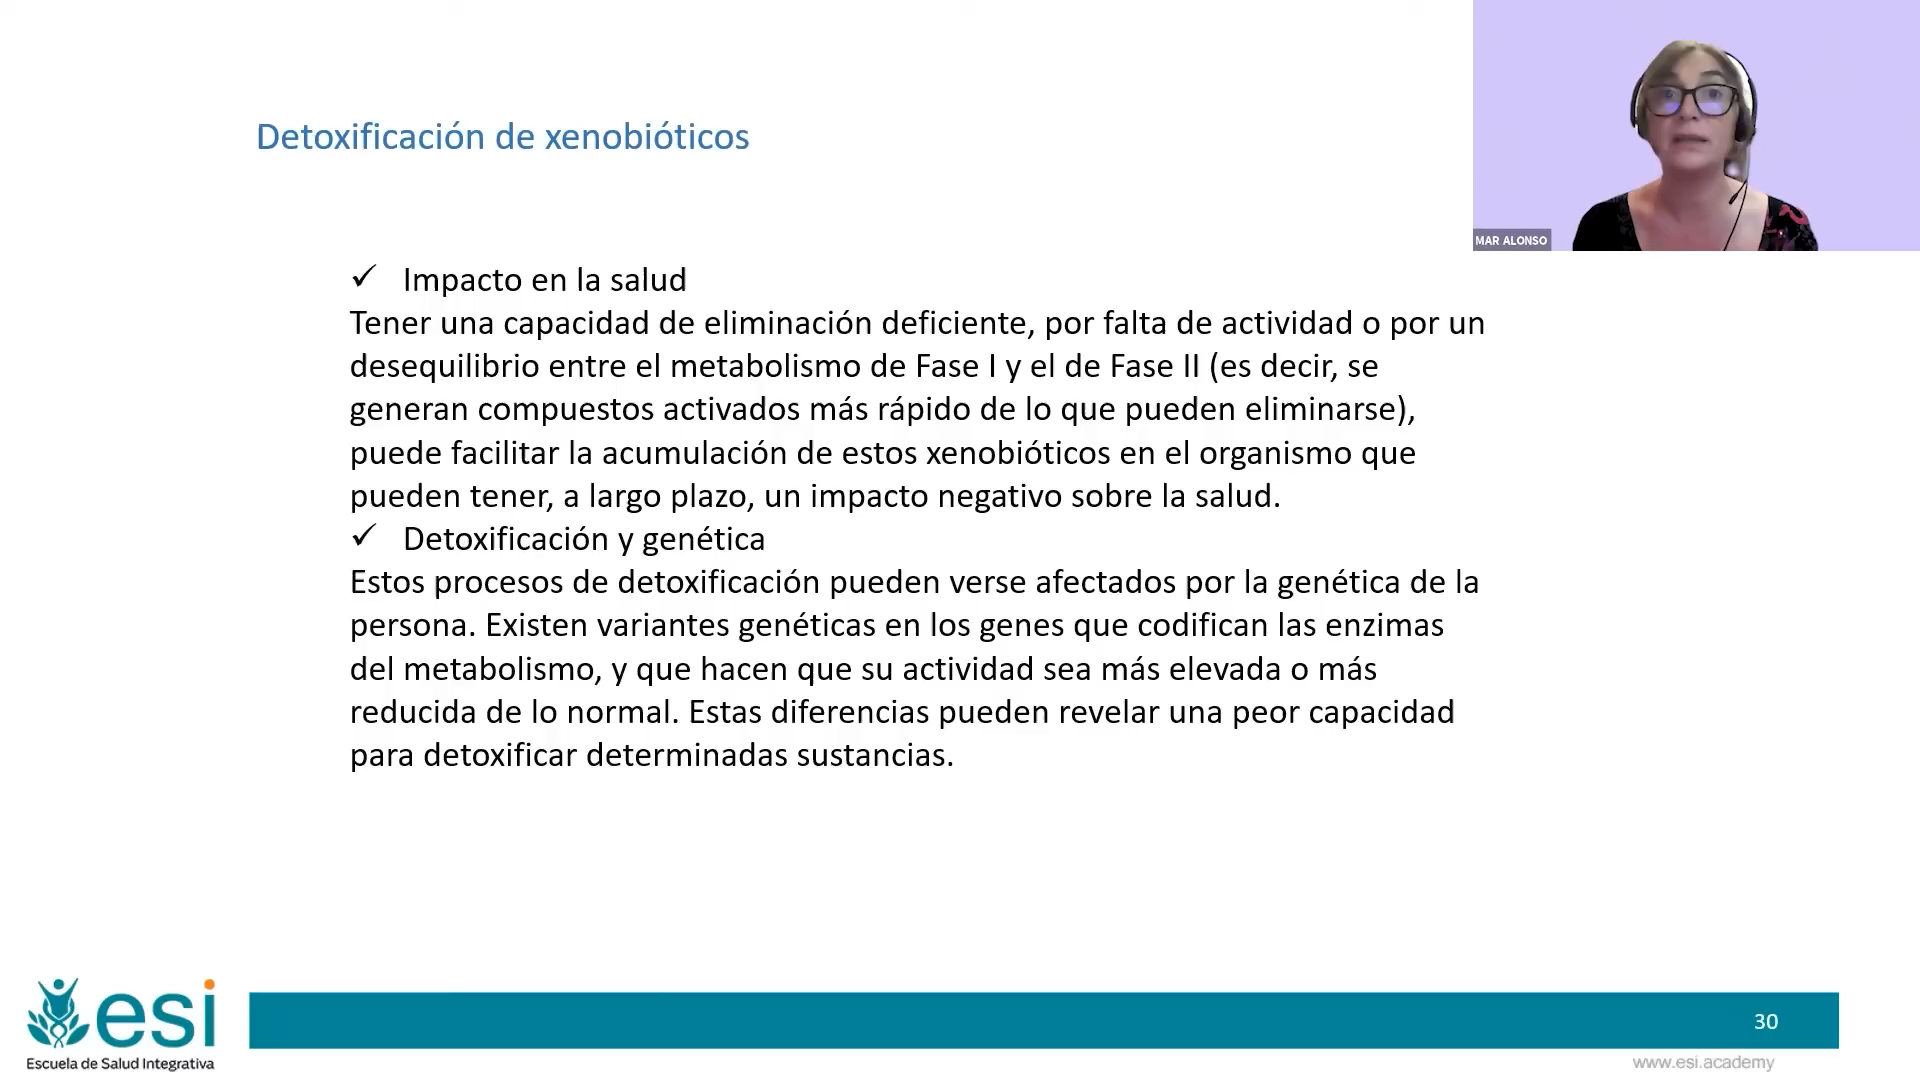 Detoxificación de xenobióticos
MAR ALONSO
✓ Impacto en la salud
Tener una capacidad de eliminación deficiente, por falta de actividad o por un
desequilibrio entre el metabolismo de Fase I y el de Fase II (es decir, se
generan compuestos activados más rápido de lo que pueden eliminarse),
puede facilitar la acumulación de estos xenobióticos en el organismo que
pueden tener, a largo plazo, un impacto negativo sobre la salud.
✓ Detoxificación y genética
Estos procesos de detoxificación pueden verse afectados por la genética de la
persona. Existen variantes genéticas en los genes que codifican las enzimas
del metabolismo, y que hacen que su actividad sea más elevada o más
reducida de lo normal. Estas diferencias pueden revelar una peor capacidad
para detoxificar determinadas sustancias.
esi
Escuela de Salud Integrativa
30
www.esi.academy